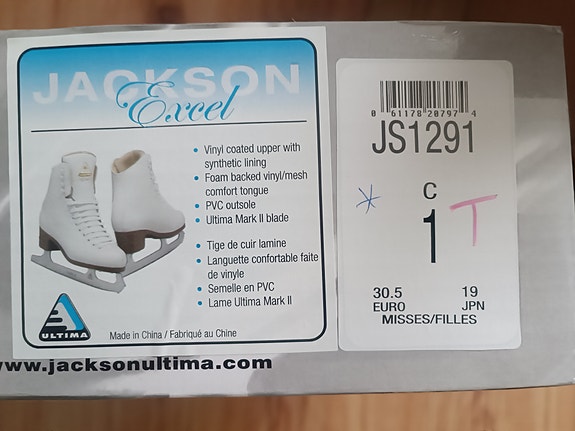 JACKSON
Excel
• Vinyl coated upper with
synthetic lining
• Foam backed vinyl/mesh
comfort tongue
• PVC outsole
• Ultima Mark II blade
• Tige de cuir lamine
• Languette confortable faite
de vinyle
• Semelle en PVC
• Lame Ultima Mark II
ULTIMA
Made in China / Fabriqué au Chine
www.jacksonultima.com
0 61178 20797 4
JS1291
C
* 1 T
30.5 19
EURO JPN
MISSES/FILLES